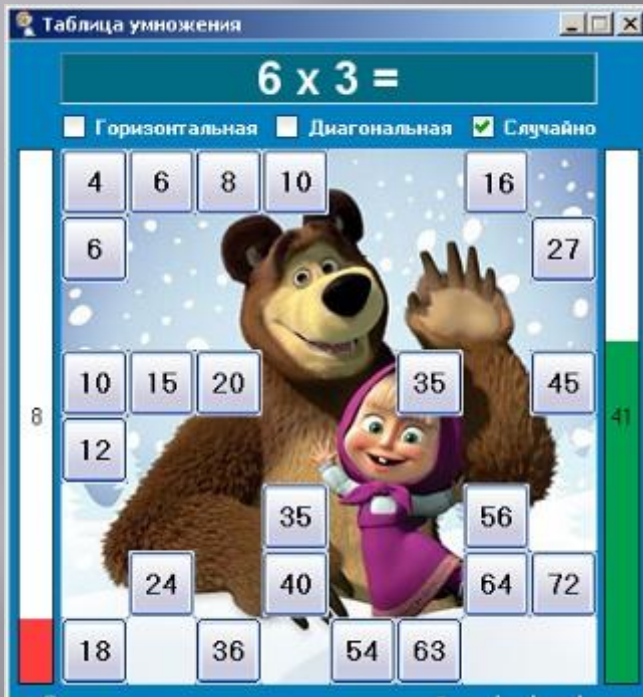 Таблица умножения
6 x 3 =
Горизонтальная Диагональная Случайно
4 6 8 10 16
6 27
10 15 20 35 45
8 41
12
35 56
24 40 64 72
18 36 54 63